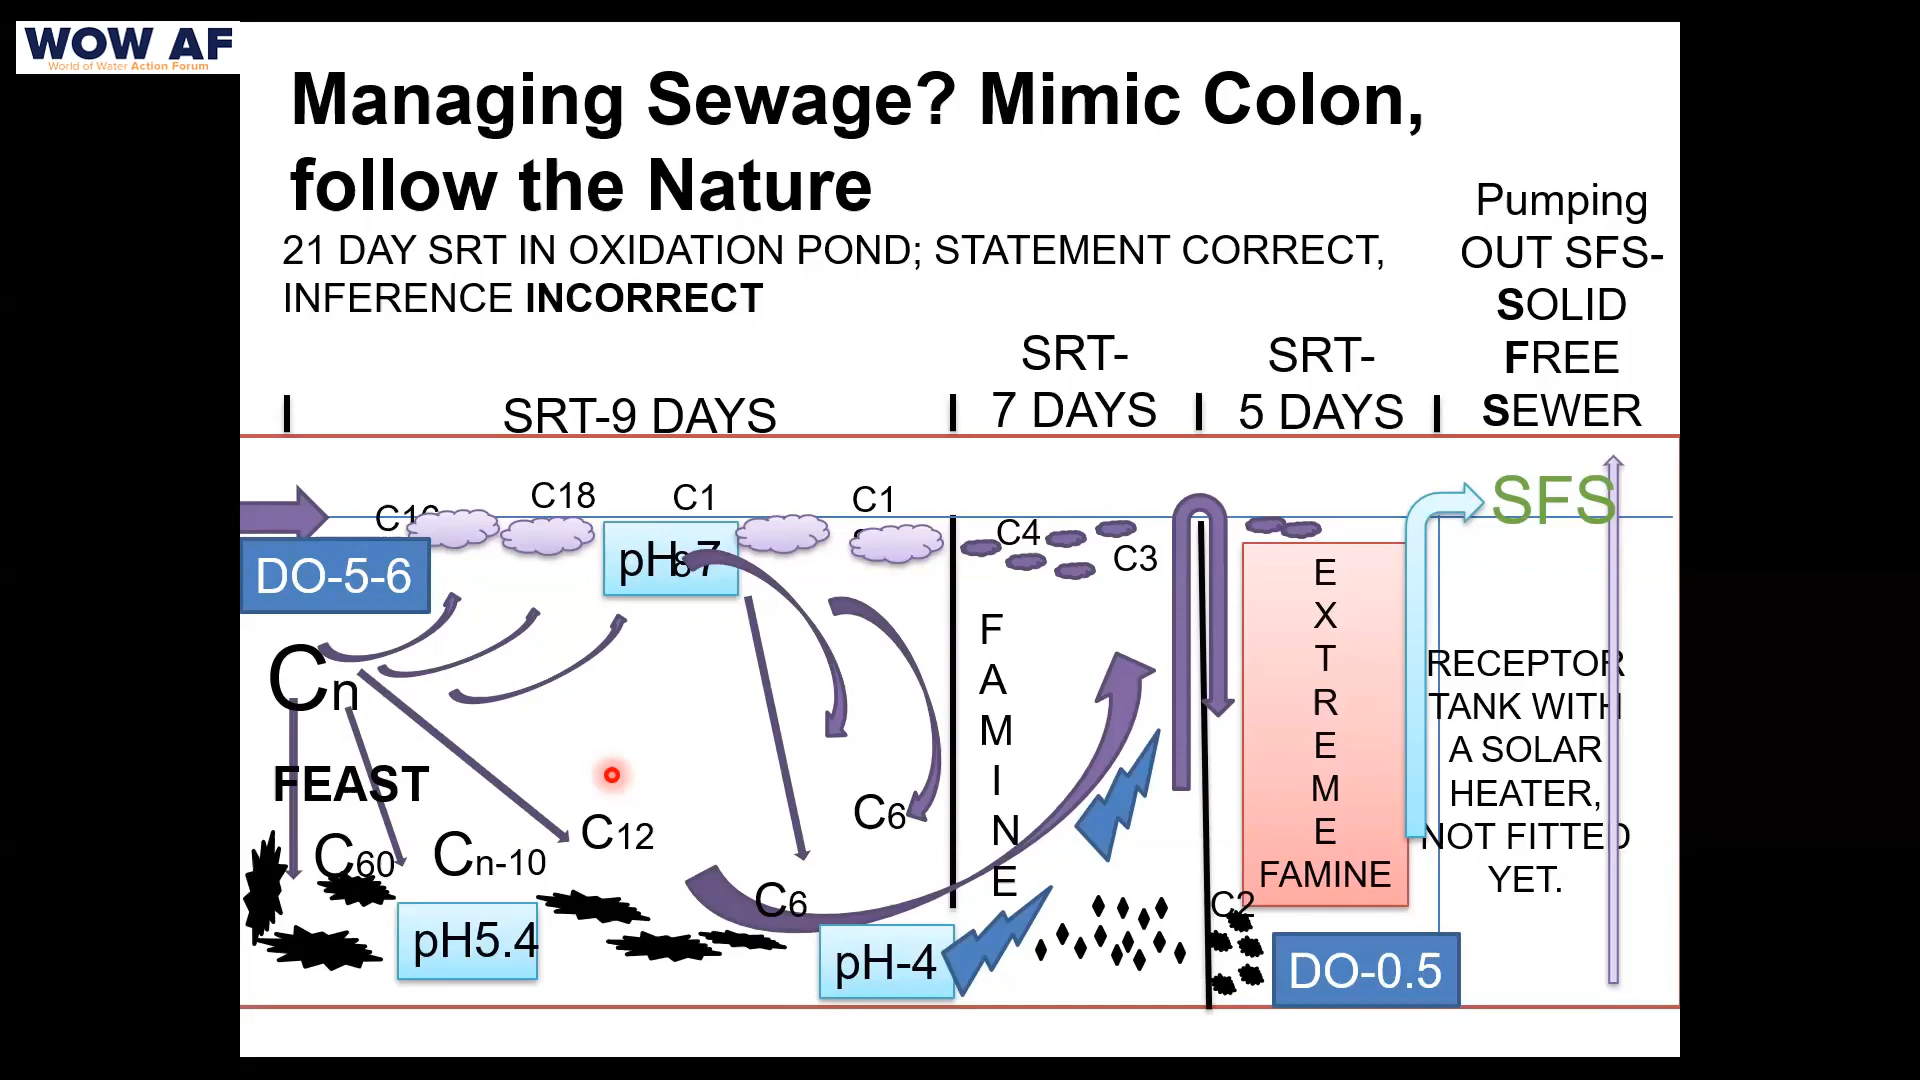 WOW AF
World of Water Action Forum
Managing Sewage? Mimic Colon,
follow the Nature
21 DAY SRT IN OXIDATION POND; STATEMENT CORRECT,
INFERENCE INCORRECT
Pumping
OUT SFS-
SOLID
FREE
SEWER
SRT-9 DAYS
SRT-
7 DAYS
SRT-
5 DAYS
C18
C1
C1
C4
C3
SFS
DO-5-6
pH 7
Cn
FEAST
C60
Cn-10
C12
C6
C6
pH5.4
pH-4
F
A
M
I
N
E
E
X
T
R
E
M
E
FAMINE
C2
DO-0.5
RECEPTOR
TANK WITH
A SOLAR
HEATER,
NOT FITTED
YET.